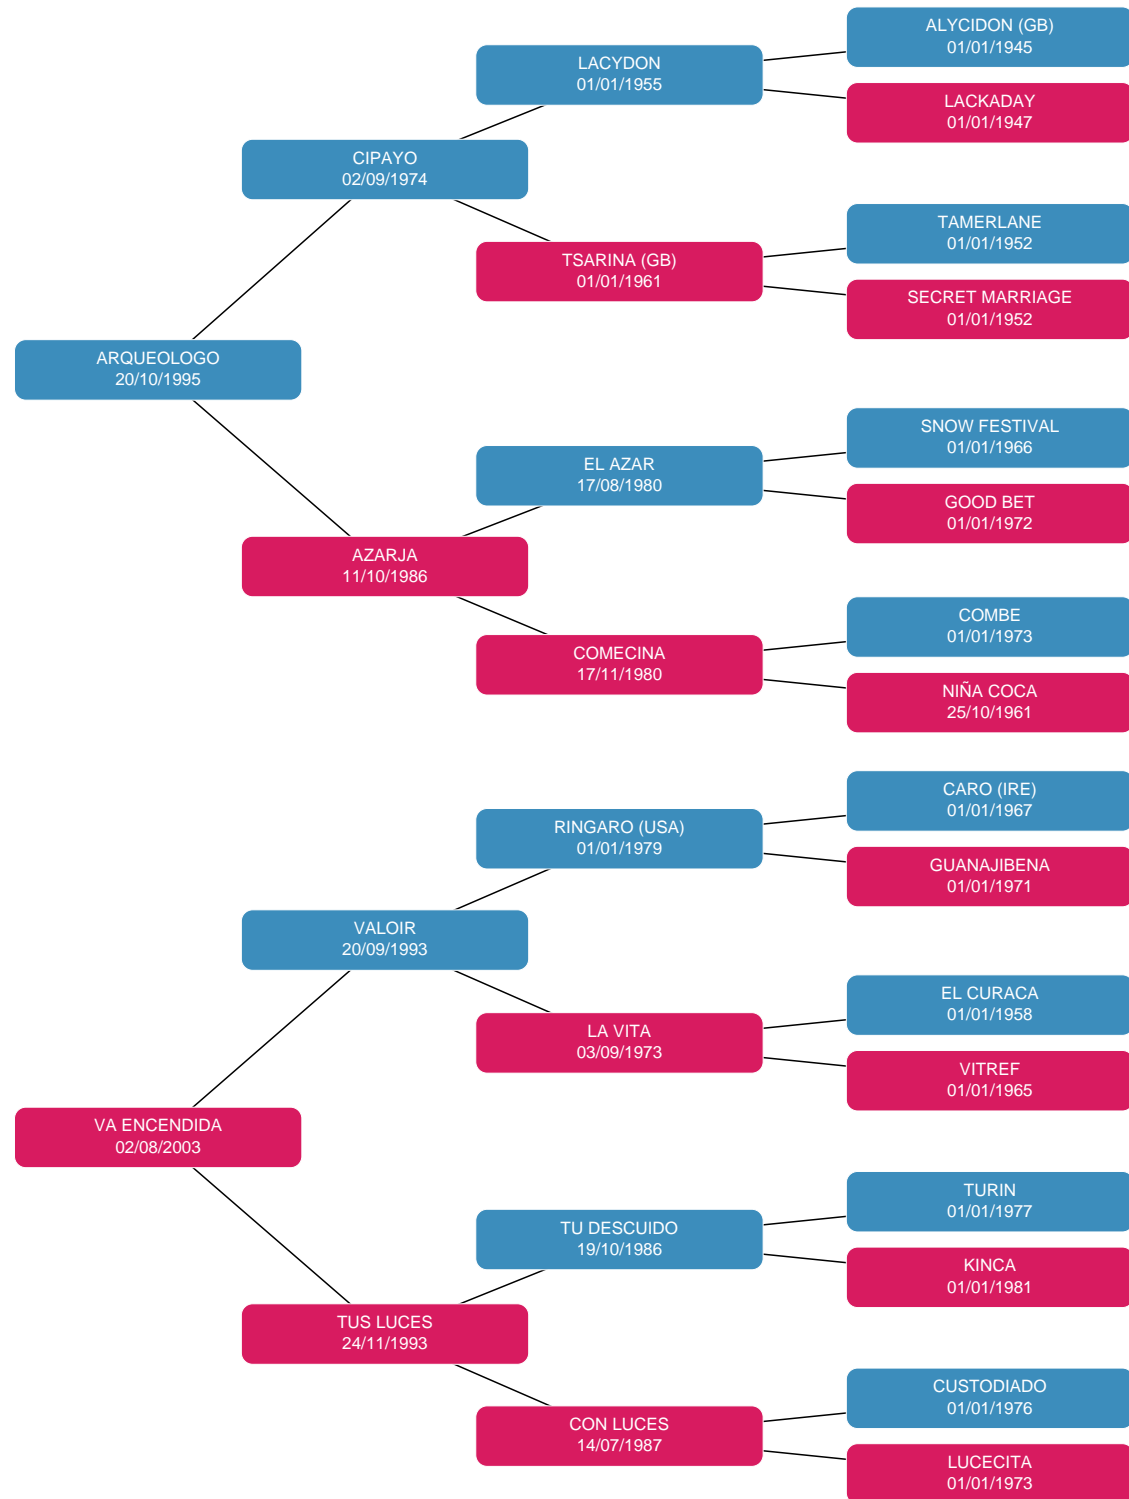 ALYCIDON (GB)
01/01/1945
LACYDON
01/01/1955
LACKADAY
01/01/1947
CIPAYO
02/09/1974
TAMERLANE
01/01/1952
TSARINA (GB)
01/01/1961
SECRET MARRIAGE
01/01/1952
ARQUEOLOGO
20/10/1995
SNOW FESTIVAL
01/01/1966
EL AZAR
17/08/1980
GOOD BET
01/01/1972
AZARJA
11/10/1986
COMBE
01/01/1973
COMECINA
17/11/1980
NIÑA COCA
25/10/1961
CARO (IRE)
01/01/1967
RINGARO (USA)
01/01/1979
GUANAJIBENA
01/01/1971
VALOIR
20/09/1993
EL CURACA
01/01/1958
LA VITA
03/09/1973
VITREF
01/01/1965
VA ENCENDIDA
02/08/2003
TURIN
01/01/1977
TU DESCUIDO
19/10/1986
KINCA
01/01/1981
TUS LUCES
24/11/1993
CUSTODIADO
01/01/1976
CON LUCES
14/07/1987
LUCECITA
01/01/1973